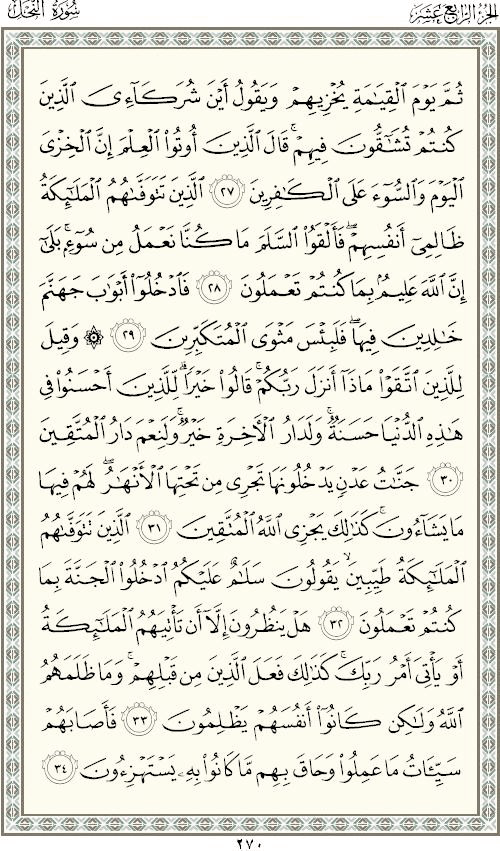 الجزء الرابع عشر
سورة النحل
ثُمَّ يَوْمَ ٱلْقِيَٰمَةِ يُخْزِيهِمْ وَيَقُولُ أَيْنَ شُرَكَآءِىَ ٱلَّذِينَ
كُنتُمْ تُشَٰٓقُّونَ فِيهِمْ ۚ قَالَ ٱلَّذِينَ أُوتُوا۟ ٱلْعِلْمَ إِنَّ ٱلْخِزْىَ
ٱلْيَوْمَ وَٱلسُّوٓءَ عَلَى ٱلْكَٰفِرِينَ ٢٧ ٱلَّذِينَ تَتَوَفَّىٰهُمُ ٱلْمَلَٰٓئِكَةُ
ظَالِمِىٓ أَنفُسِهِمْ ۖ فَأَلْقَوُا۟ ٱلسَّلَمَ مَا كُنَّا نَعْمَلُ مِن سُوٓءٍۭ ۚ بَلَىٰٓ
إِنَّ ٱللَّهَ عَلِيمٌۢ بِمَا كُنتُمْ تَعْمَلُونَ ٢٨ فَٱدْخُلُوٓا۟ أَبْوَٰبَ جَهَنَّمَ
خَٰلِدِينَ فِيهَا ۖ فَلَبِئْسَ مَثْوَى ٱلْمُتَكَبِّرِينَ ٢٩ ۞ وَقِيلَ
لِلَّذِينَ ٱتَّقَوْا۟ مَاذَآ أَنزَلَ رَبُّكُمْ ۚ قَالُوا۟ خَيْرًا ۗ لِّلَّذِينَ أَحْسَنُوا۟ فِى
هَٰذِهِ ٱلدُّنْيَا حَسَنَةٌ ۚ وَلَدَارُ ٱلْءَاخِرَةِ خَيْرٌ ۚ وَلَنِعْمَ دَارُ ٱلْمُتَّقِينَ
٣٠ جَنَّٰتُ عَدْنٍ يَدْخُلُونَهَا تَجْرِى مِن تَحْتِهَا ٱلْأَنْهَٰرُ ۖ لَهُمْ فِيهَا
مَا يَشَآءُونَ ۚ كَذَٰلِكَ يَجْزِى ٱللَّهُ ٱلْمُتَّقِينَ ٣١ ٱلَّذِينَ تَتَوَفَّىٰهُمُ
ٱلْمَلَٰٓئِكَةُ طَيِّبِينَ ۙ يَقُولُونَ سَلَٰمٌ عَلَيْكُمُ ٱدْخُلُوا۟ ٱلْجَنَّةَ بِمَا
كُنتُمْ تَعْمَلُونَ ٣٢ هَلْ يَنظُرُونَ إِلَّآ أَن تَأْتِيَهُمُ ٱلْمَلَٰٓئِكَةُ
أَوْ يَأْتِىَ أَمْرُ رَبِّكَ ۚ كَذَٰلِكَ فَعَلَ ٱلَّذِينَ مِن قَبْلِهِمْ ۚ وَمَا ظَلَمَهُمُ
ٱللَّهُ وَلَٰكِن كَانُوٓا۟ أَنفُسَهُمْ يَظْلِمُونَ ٣٣ فَأَصَابَهُمْ
سَيِّـَٔاتُ مَا عَمِلُوا۟ وَحَاقَ بِهِم مَّا كَانُوا۟ بِهِۦ يَسْتَهْزِءُونَ ٣٤
٢٧٠